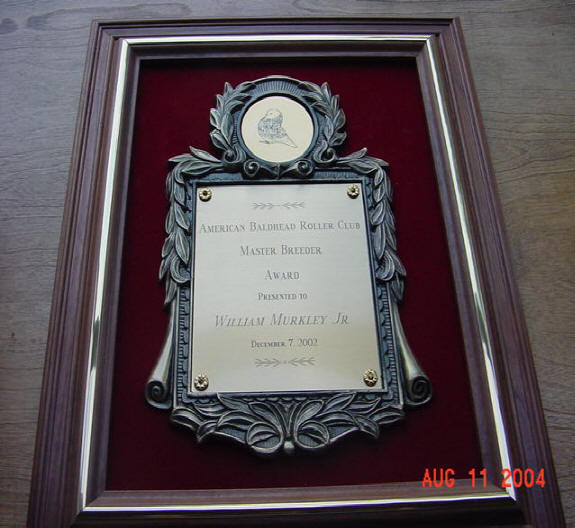 American Baldhead Roller Club
Master Breeder
Award
Presented to
William Murkley Jr
December 7, 2002
AUG 11 2004